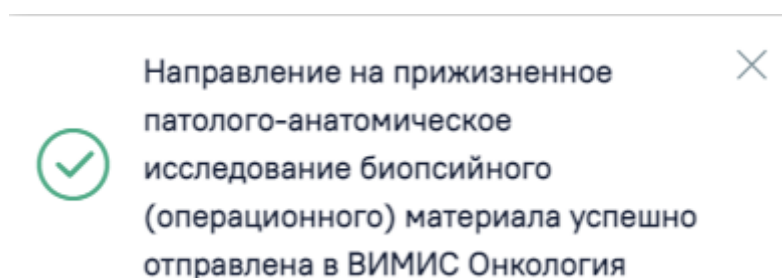 Направление на прижизненное
патолого-анатомическое
исследование биопсийного
(операционного) материала успешно
отправлена в ВИМИС Онкология